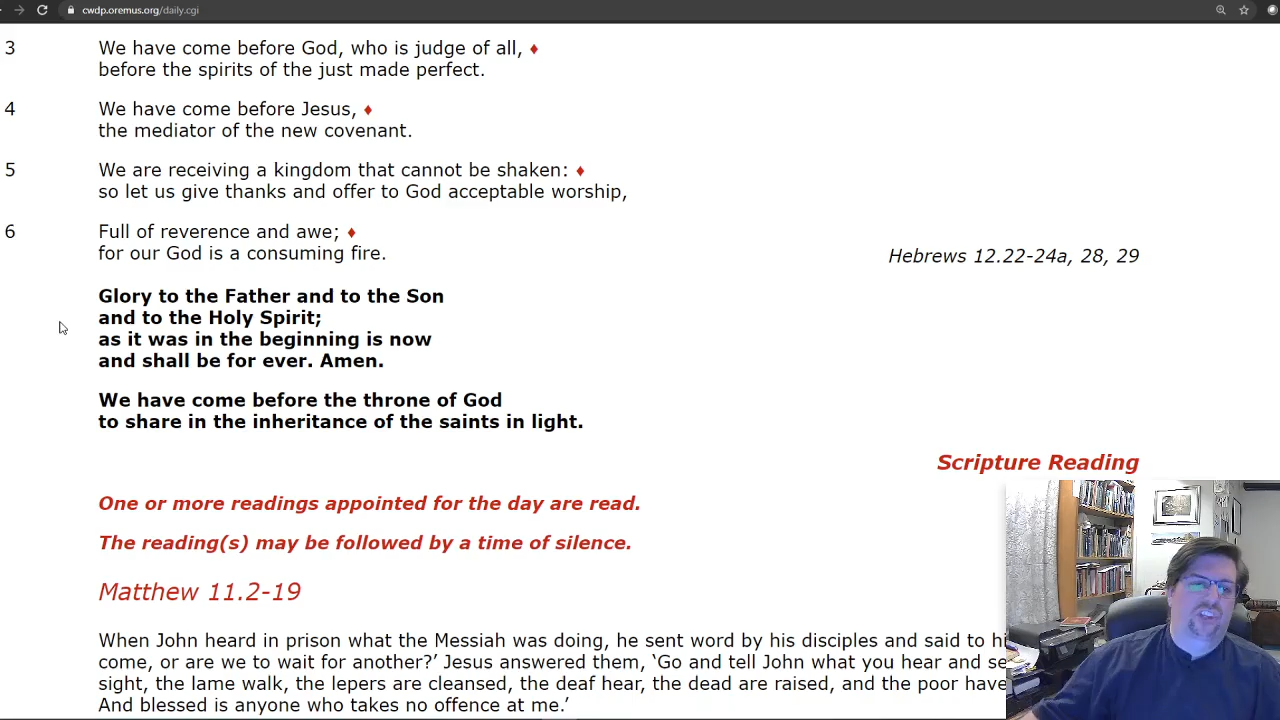 cwdp.oremus.org/daily.cgi
3 We have come before God, who is judge of all, ♦
before the spirits of the just made perfect.
4 We have come before Jesus, ♦
the mediator of the new covenant.
5 We are receiving a kingdom that cannot be shaken: ♦
so let us give thanks and offer to God acceptable worship,
6 Full of reverence and awe; ♦
for our God is a consuming fire.
Hebrews 12.22-24a, 28, 29
Glory to the Father and to the Son
and to the Holy Spirit;
as it was in the beginning is now
and shall be for ever. Amen.
We have come before the throne of God
to share in the inheritance of the saints in light.
Scripture Reading
One or more readings appointed for the day are read.
The reading(s) may be followed by a time of silence.
Matthew 11.2-19
When John heard in prison what the Messiah was doing, he sent word by his disciples and said to hi
come, or are we to wait for another?’ Jesus answered them, ‘Go and tell John what you hear and se
sight, the lame walk, the lepers are cleansed, the deaf hear, the dead are raised, and the poor have
And blessed is anyone who takes no offence at me.’